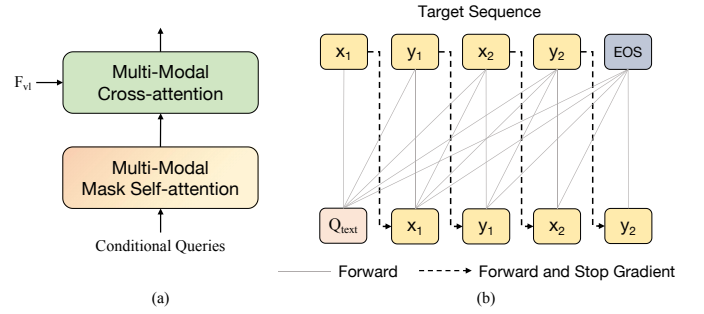 Multi-Modal
Cross-attention
F_vl
Multi-Modal
Mask Self-attention
Conditional Queries
(a)
Target Sequence
x₁ y₁ x₂ y₂ EOS
Q_text x₁ y₁ x₂ y₂
Forward Forward and Stop Gradient
(b)